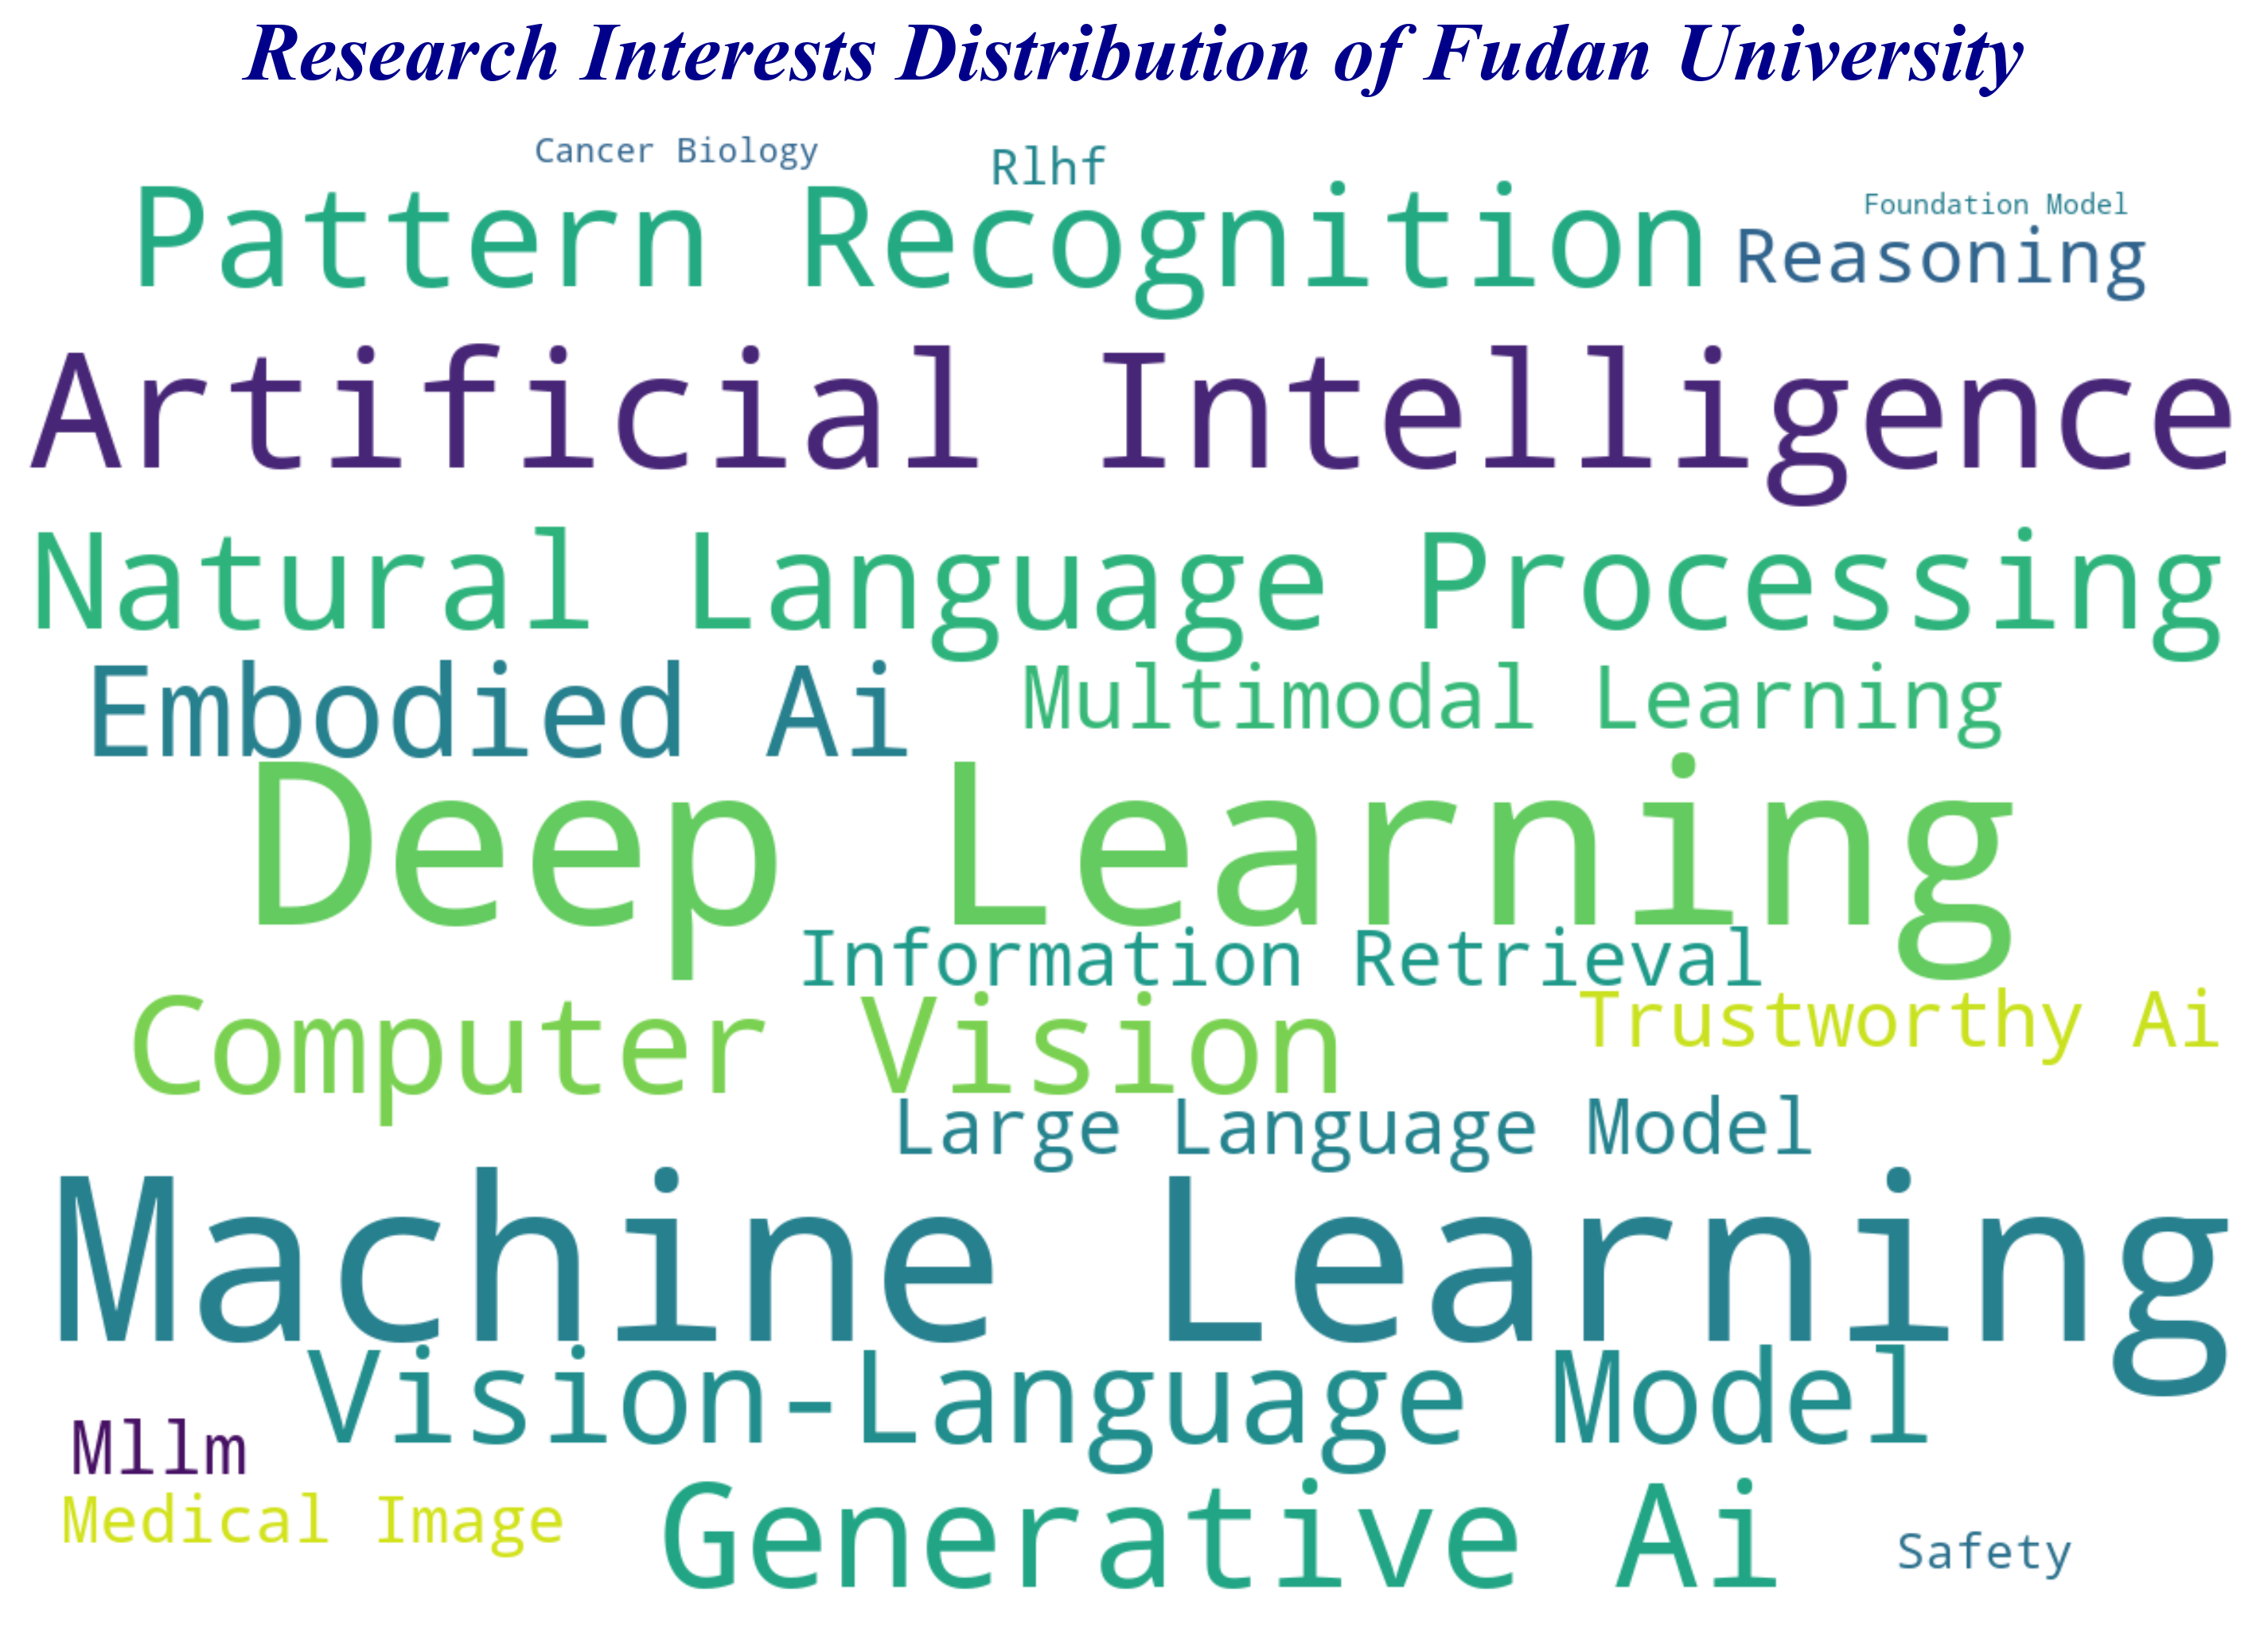 Research Interests Distribution of Fudan University
Cancer Biology
Rlhf
Foundation Model
Pattern Recognition
Reasoning
Artificial Intelligence
Natural Language Processing
Embodied Ai
Multimodal Learning
Deep Learning
Information Retrieval
Computer Vision
Trustworthy Ai
Large Language Model
Machine Learning
Vision-Language Model
Mllm
Medical Image
Generative Ai
Safety